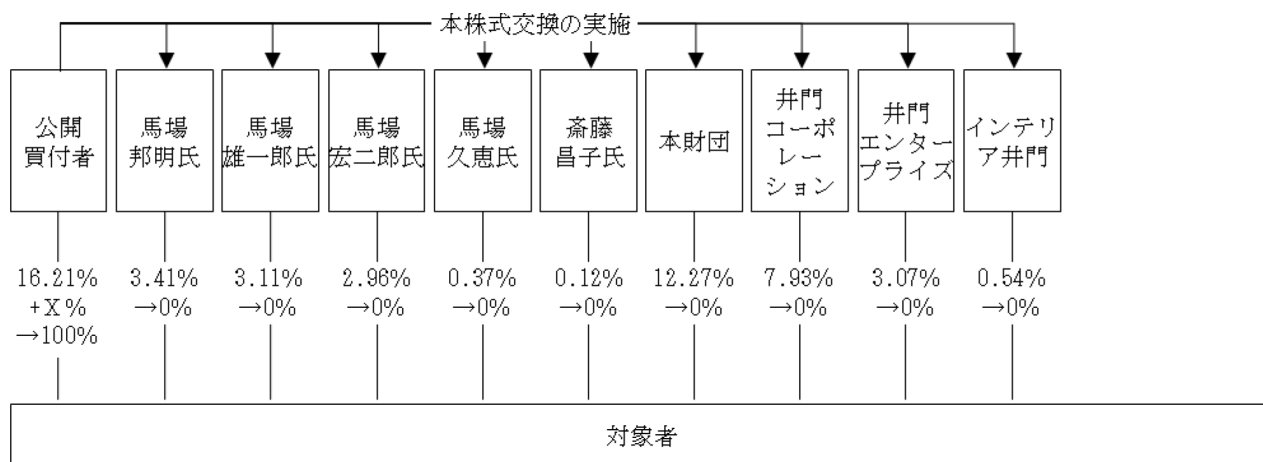 本株式交換の実施
公開
買付者
馬場
邦明氏
馬場
雄一郎氏
馬場
宏二郎氏
馬場
久恵氏
斎藤
昌子氏
本財団
井門
コーポ
レー
ション
井門
エンター
プライズ
インテリ
ア井門
16.21%
+X%
→100%
3.41%
→0%
3.11%
→0%
2.96%
→0%
0.37%
→0%
0.12%
→0%
12.27%
→0%
7.93%
→0%
3.07%
→0%
0.54%
→0%
対象者